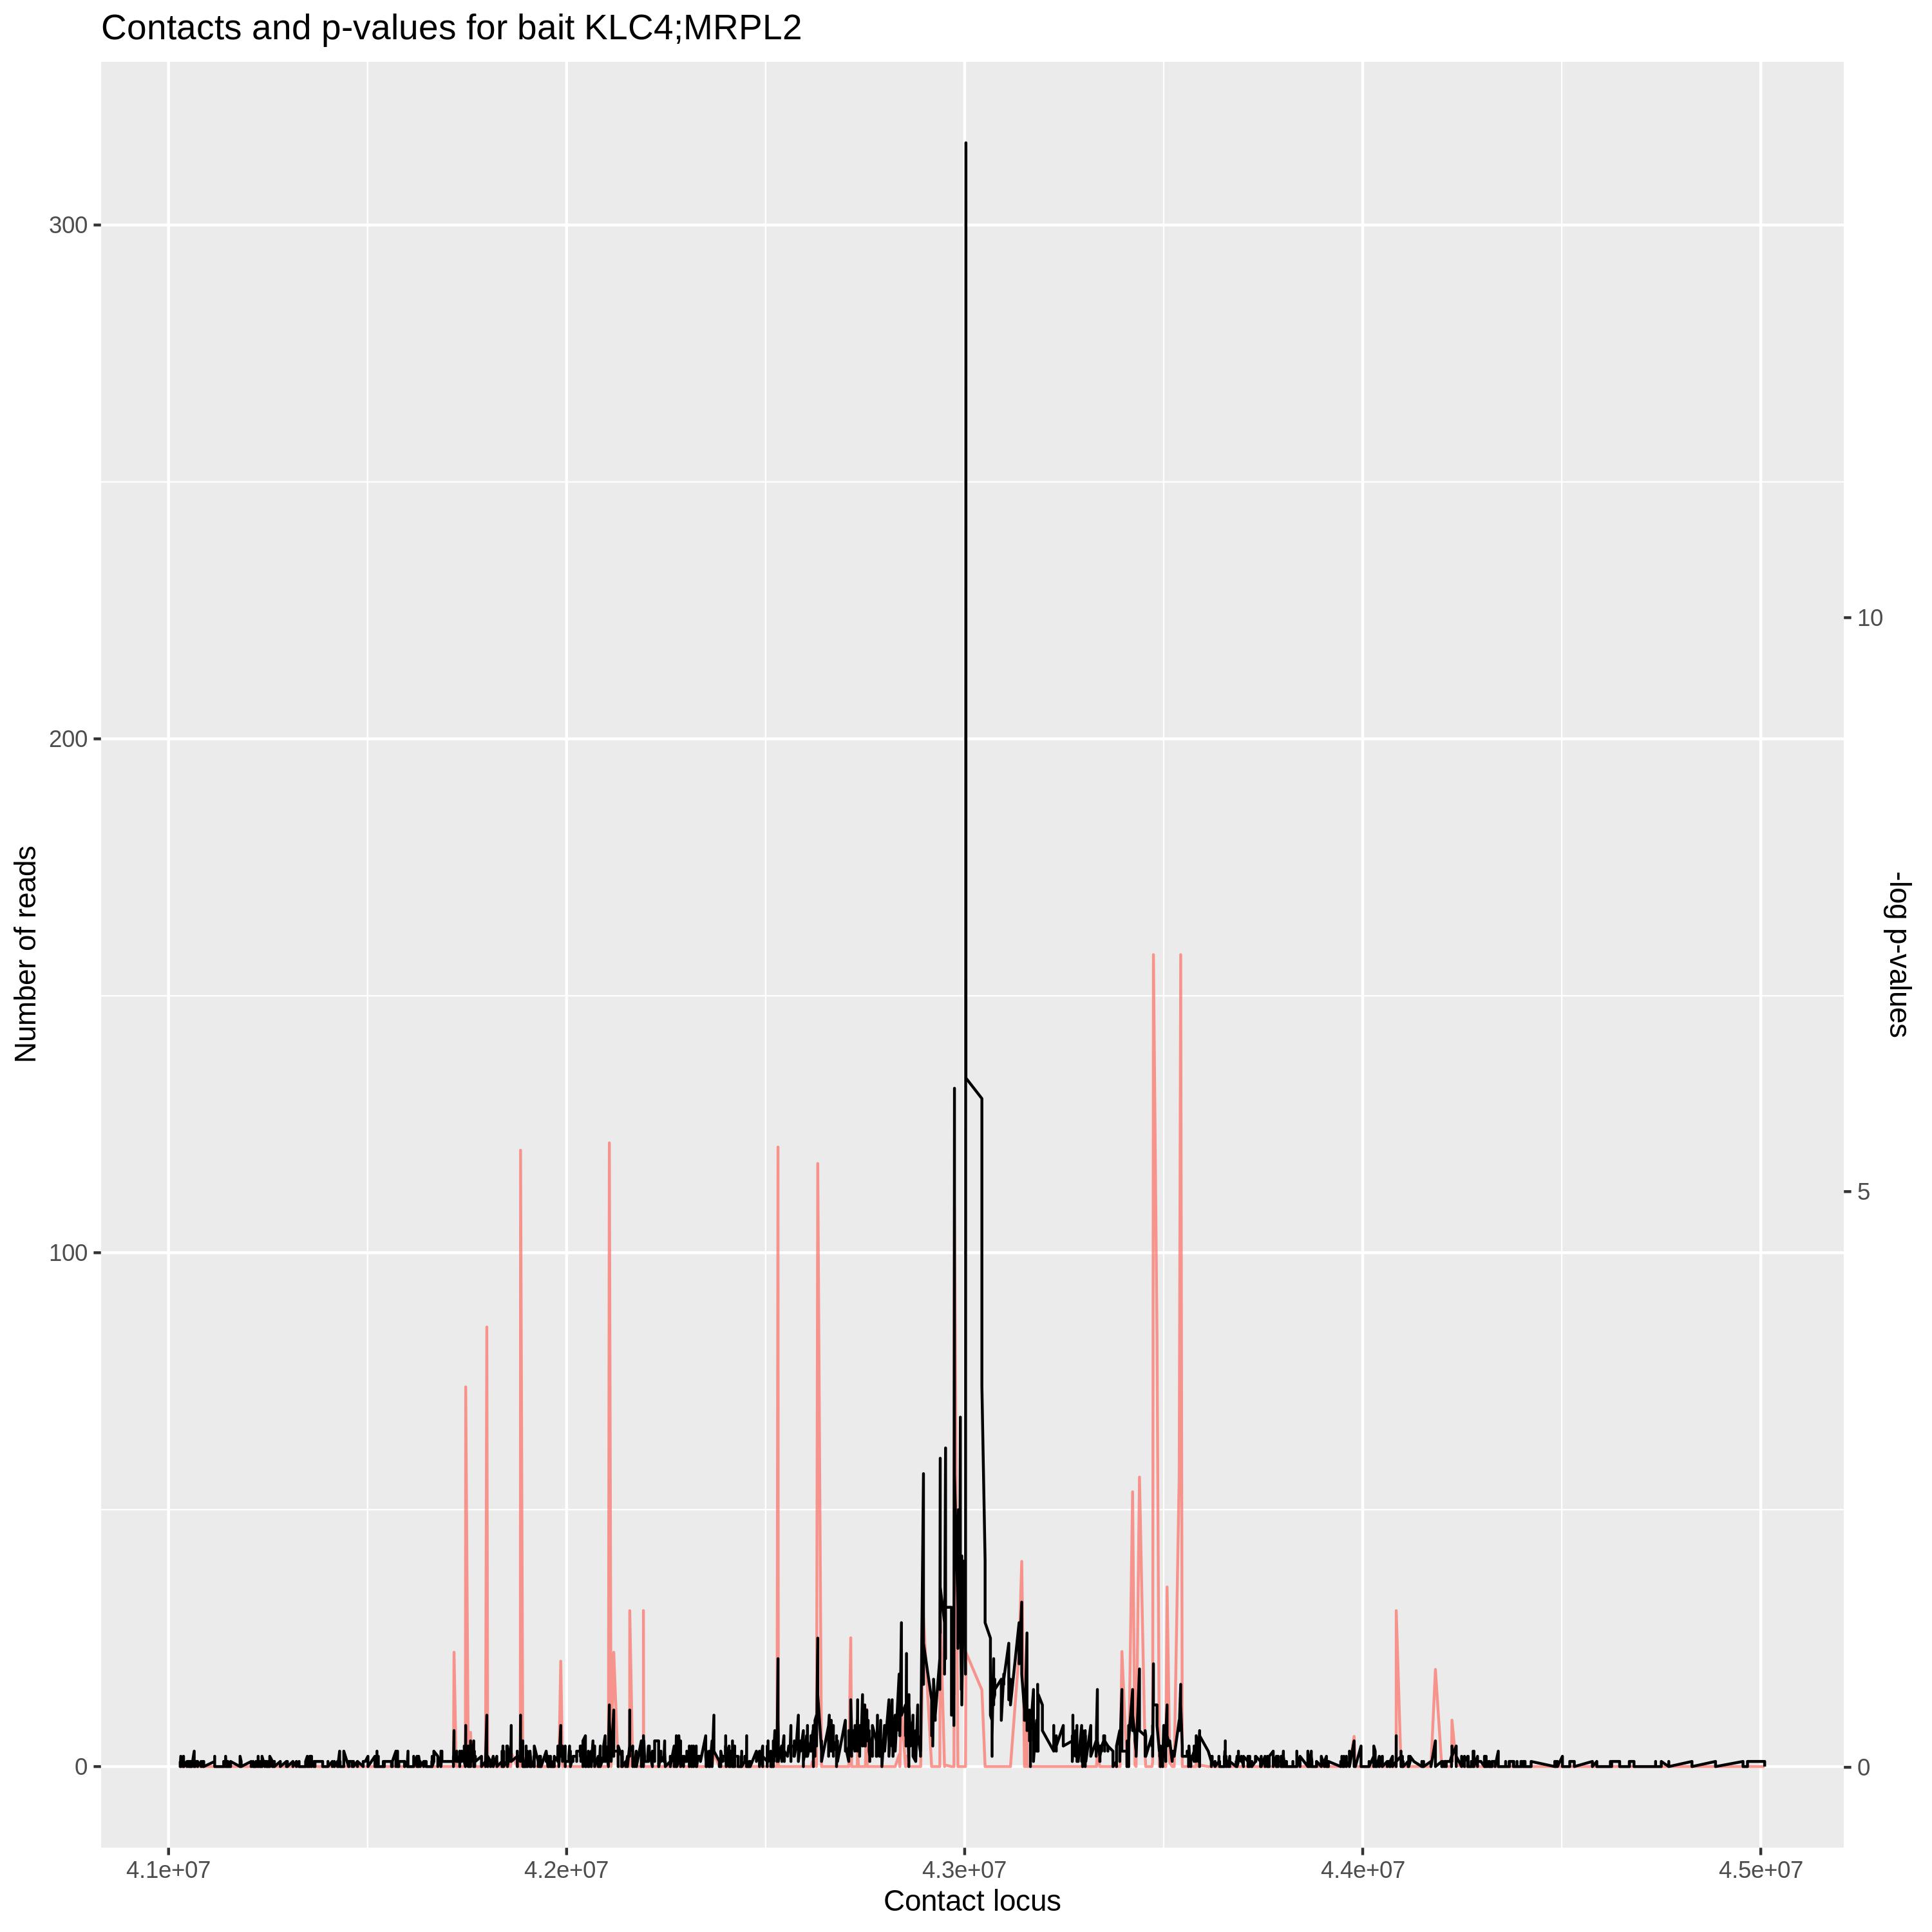 Contacts and p-values for bait KLC4;MRPL2
300
200
100
0
Number of reads
10
5
0
-log p-values
4.1e+07
4.2e+07
4.3e+07
4.4e+07
4.5e+07
Contact locus